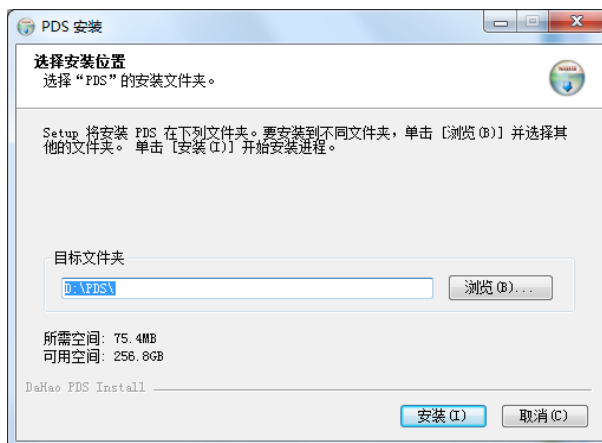 PDS 安装
选择安装位置
选择“PDS”的安装文件夹。
Setup 将安装 PDS 在下列文件夹。要安装到不同文件夹，单击 [浏览(B)] 并选择其
他的文件夹。 单击 [安装(I)] 开始安装进程。
目标文件夹
D:\PDS\
浏览(B)...
所需空间: 75.4MB
可用空间: 256.8GB
DaHao PDS Install
安装(I)
取消(C)